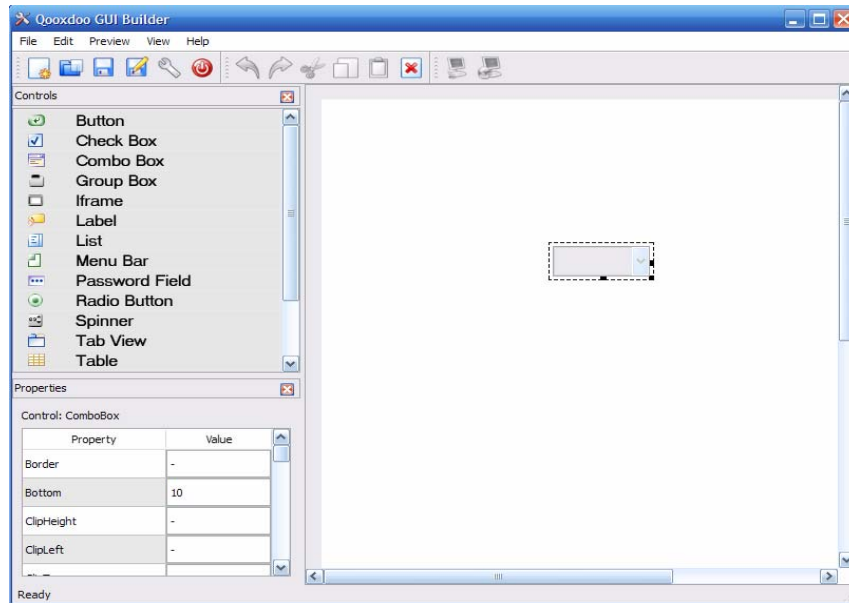 Qooxdoo GUI Builder
File Edit Preview View Help
Controls
Button
Check Box
Combo Box
Group Box
Iframe
Label
List
Menu Bar
Password Field
Radio Button
Spinner
Tab View
Table
Properties
Control: ComboBox
Property Value
Border -
Bottom 10
ClipHeight -
ClipLeft -
Ready